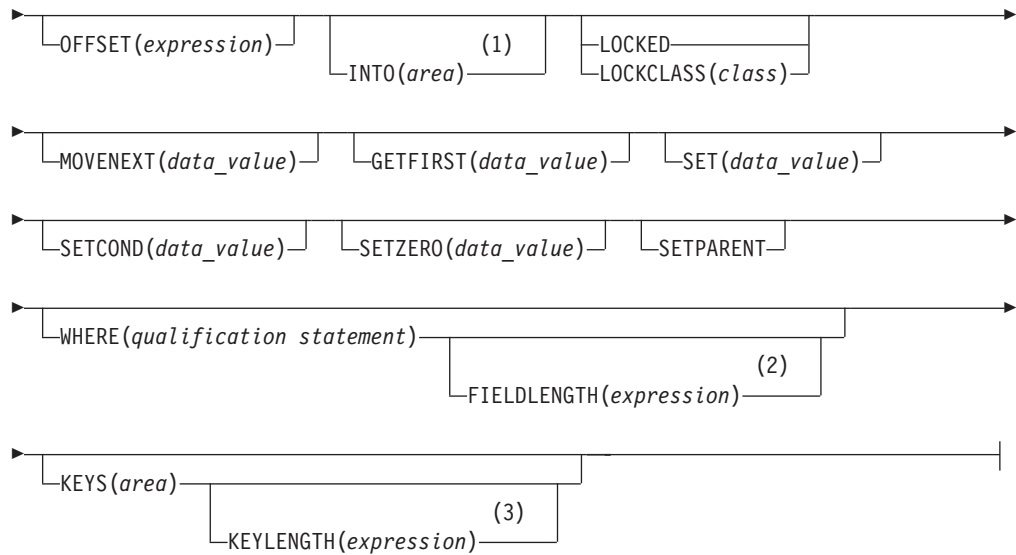 OFFSET(expression)
(1)
INTO(area)
LOCKED
LOCKCLASS(class)
MOVENEXT(data_value)
GETFIRST(data_value)
SET(data_value)
SETCOND(data_value)
SETZERO(data_value)
SETPARENT
WHERE(qualification statement)
(2)
FIELDLENGTH(expression)
KEYS(area)
(3)
KEYLENGTH(expression)